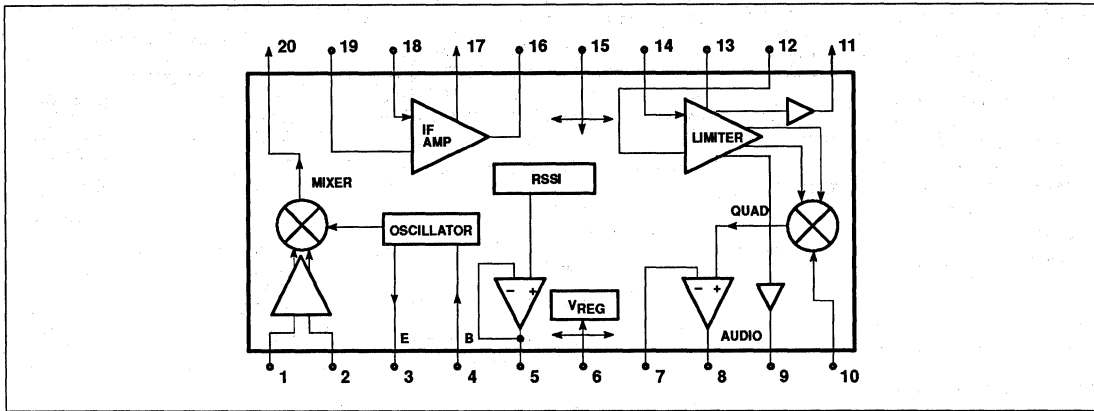 20 19 18 17 16 15 14 13 12 11
IF
AMP
LIMITER
RSSI
MIXER
QUAD
OSCILLATOR
− +
VREG
− +
E B AUDIO
1 2 3 4 5 6 7 8 9 10